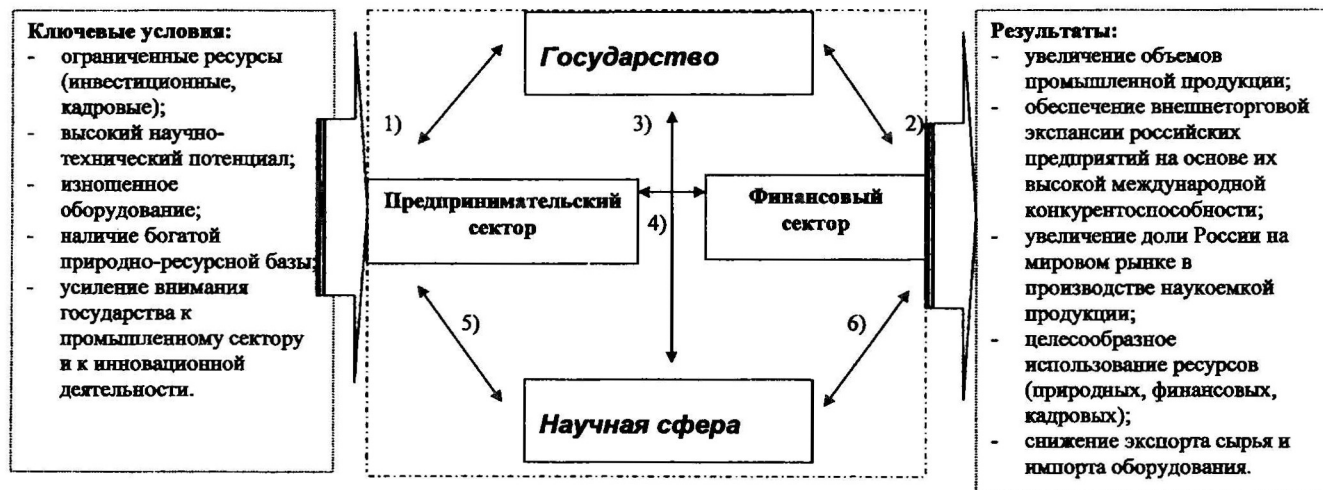 Ключевые условия:
- ограниченные ресурсы
(инвестиционные,
кадровые);
- высокий научно-
технический потенциал;
- изношенное
оборудование;
- наличие богатой
природно-ресурсной базы;
- усиление внимания
государства к
промышленному сектору
и к инновационной
деятельности.
Государство
1)
3)
2)
Предпринимательский
сектор
4)
Финансовый
сектор
5)
6)
Научная сфера
Результаты:
- увеличение объемов
промышленной продукции;
- обеспечение внешнеторговой
экспансии российских
предприятий на основе их
высокой международной
конкурентоспособности;
- увеличение доли России на
мировом рынке в
производстве наукоемкой
продукции;
- целесообразное
использование ресурсов
(природных, финансовых,
кадровых);
- снижение экспорта сырья и
импорта оборудования.